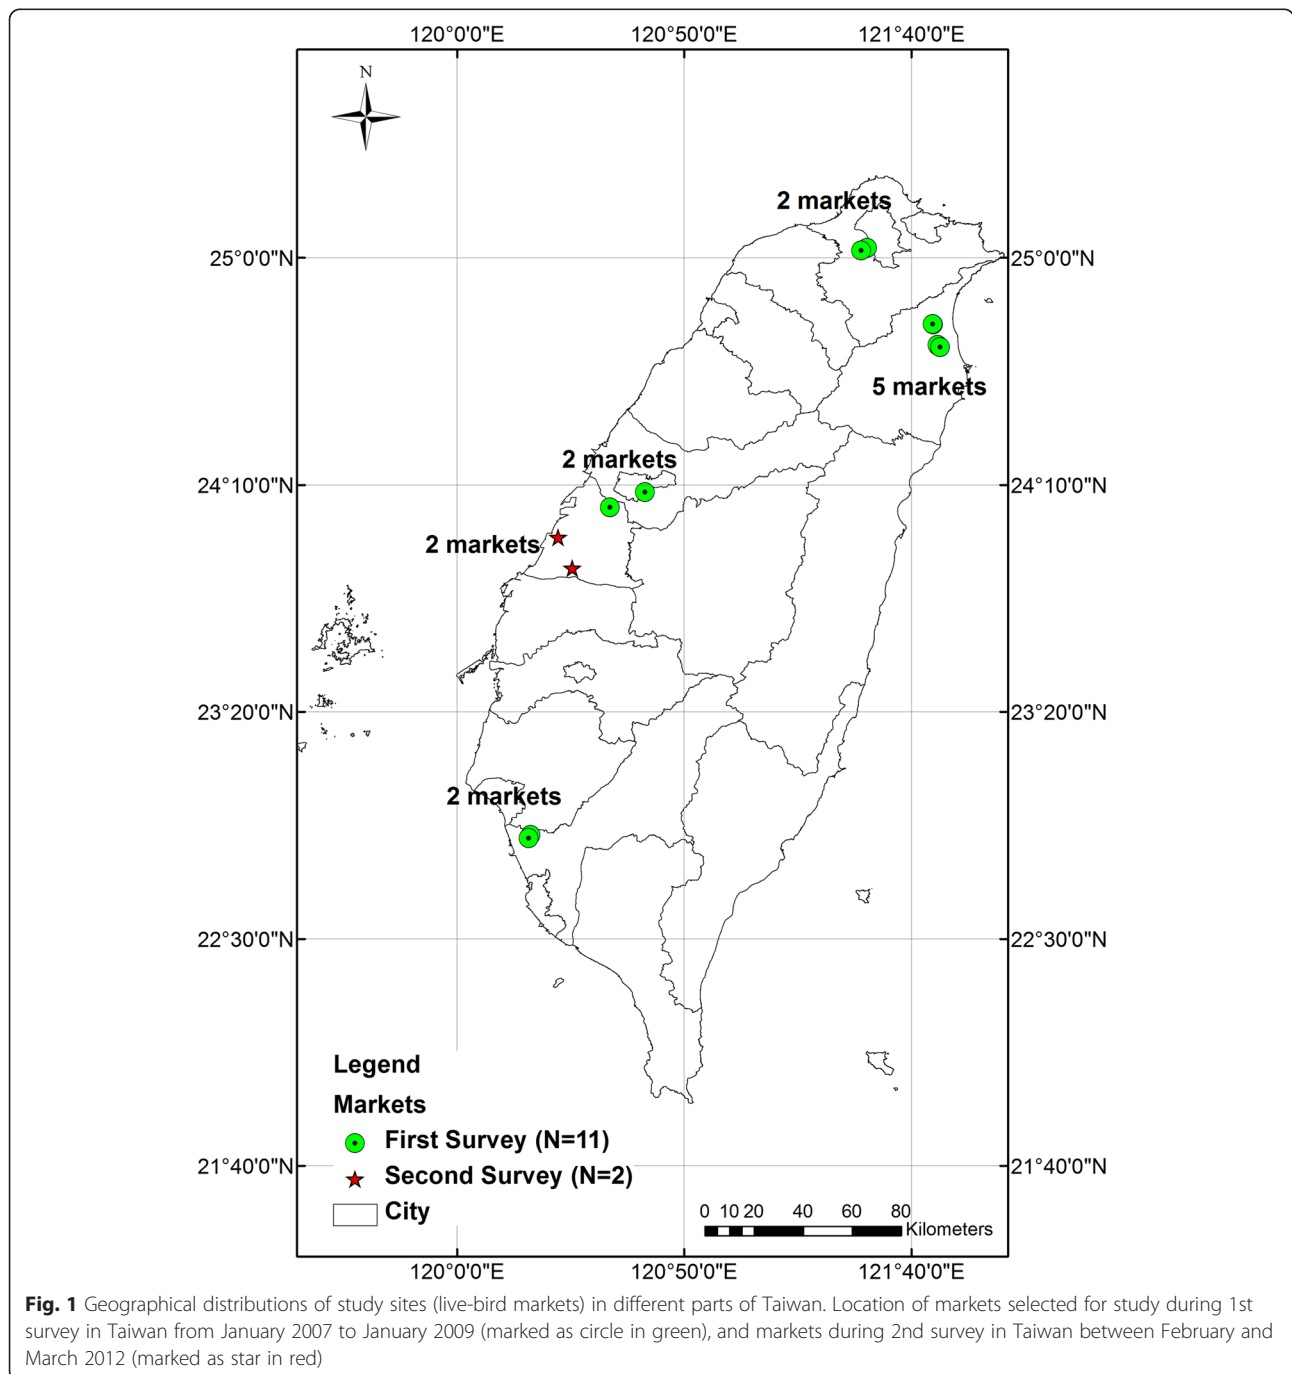 120°0'0"E 120°50'0"E 121°40'0"E
N
2 markets
25°0'0"N 25°0'0"N
5 markets
2 markets
24°10'0"N 24°10'0"N
2 markets
23°20'0"N 23°20'0"N
2 markets
22°30'0"N 22°30'0"N
Legend
Markets
First Survey (N=11)
Second Survey (N=2)
21°40'0"N 21°40'0"N
City
0 10 20 40 60 80
Kilometers
120°0'0"E 120°50'0"E 121°40'0"E
Fig. 1 Geographical distributions of study sites (live-bird markets) in different parts of Taiwan. Location of markets selected for study during 1st
survey in Taiwan from January 2007 to January 2009 (marked as circle in green), and markets during 2nd survey in Taiwan between February and
March 2012 (marked as star in red)